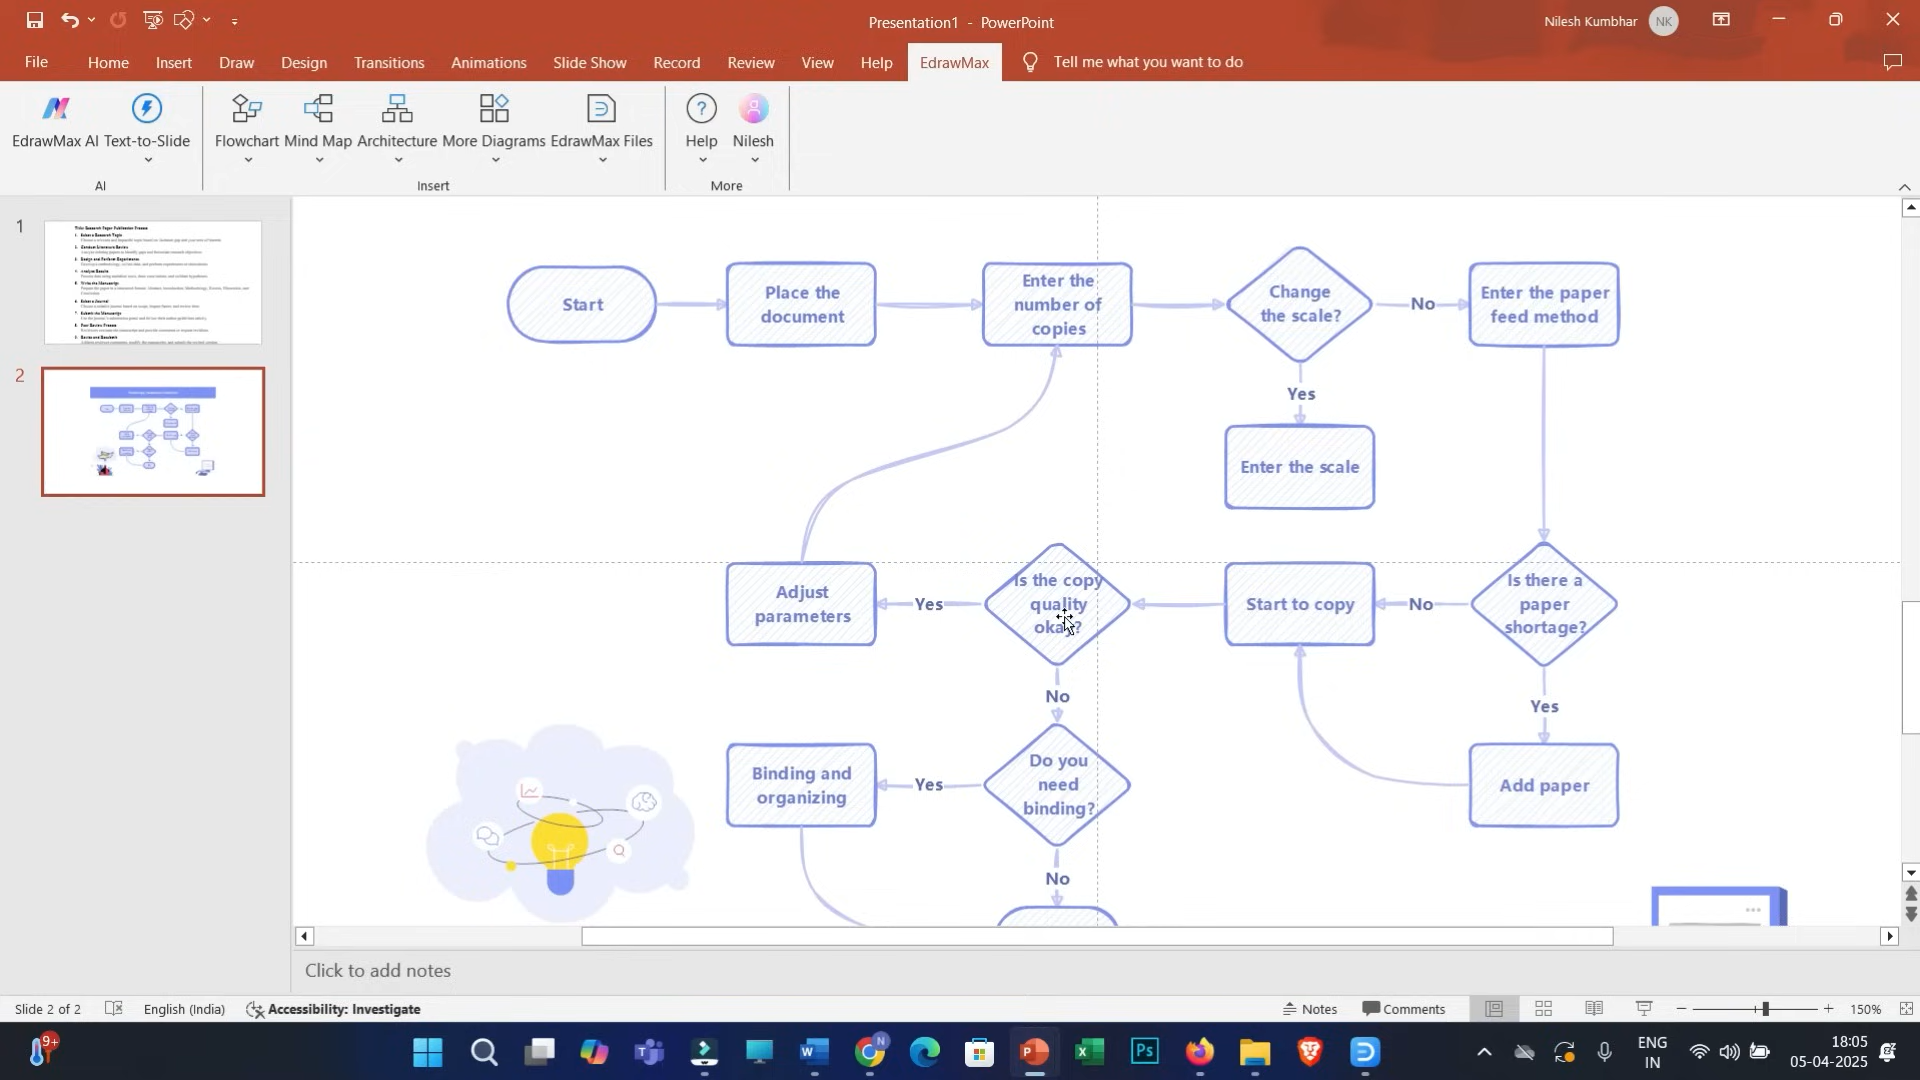 Presentation1 - PowerPoint
Nilesh Kumbhar NK
File Home Insert Draw Design Transitions Animations Slide Show Record Review View Help EdrawMax Tell me what you want to do
EdrawMax AI Text-to-Slide Flowchart Mind Map Architecture More Diagrams EdrawMax Files Help Nilesh
AI Insert More
1
2
Start
Place the
document
Enter the
number of
copies
Change
the scale?
No
Enter the paper
feed method
Yes
Enter the scale
Adjust
parameters
Yes
Is the copy
quality
okay?
Start to copy
No
Is there a
paper
shortage?
No
Yes
Binding and
organizing
Yes
Do you
need
binding?
Add paper
No
Click to add notes
Slide 2 of 2 English (India) Accessibility: Investigate Notes Comments 150%
9+
N
Ps
ENG
IN
18:05
05-04-2025